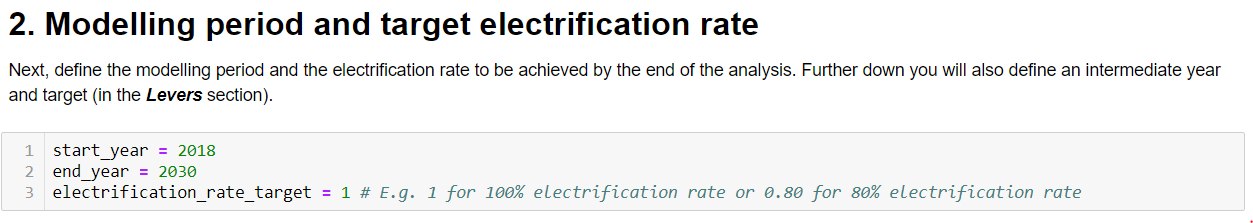 2. Modelling period and target electrification rate
Next, define the modelling period and the electrification rate to be achieved by the end of the analysis. Further down you will also define an intermediate year
and target (in the Levers section).
1 start_year = 2018
2 end_year = 2030
3 electrification_rate_target = 1 # E.g. 1 for 100% electrification rate or 0.80 for 80% electrification rate